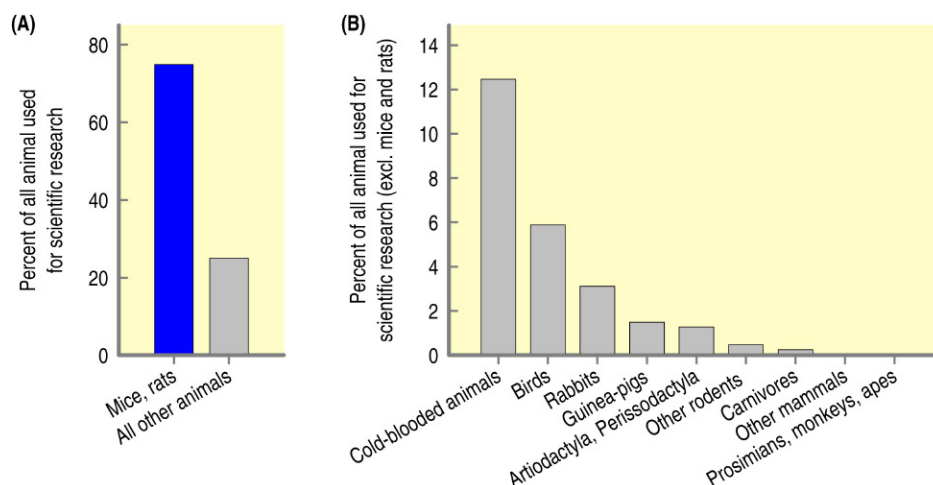 (A)
Percent of all animal used
for scientific research
80
60
40
20
0
Mice, rats
All other animals
(B)
Percent of all animal used for
scientific research (excl. mice and rats)
14
12
10
8
6
4
2
0
Cold-blooded animals
Birds
Rabbits
Guinea-pigs
Artiodactyla, Perissodactyla
Other rodents
Carnivores
Other mammals
Prosimians, monkeys, apes